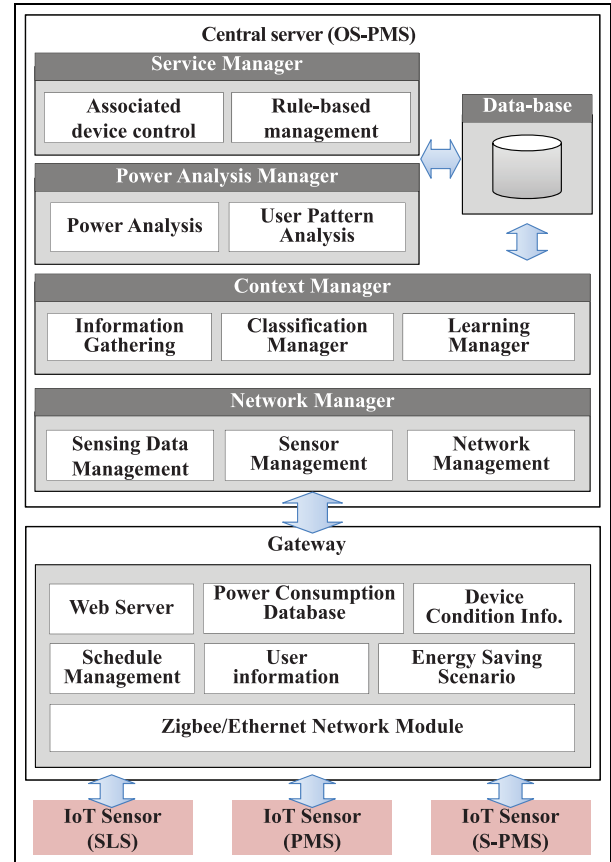 Central server (OS-PMS)
Service Manager
Associated
device control
Rule-based
management
Data-base
Power Analysis Manager
Power Analysis
User Pattern
Analysis
Context Manager
Information
Gathering
Classification
Manager
Learning
Manager
Network Manager
Sensing Data
Management
Sensor
Management
Network
Management
Gateway
Web Server
Power Consumption
Database
Device
Condition Info.
Schedule
Management
User
information
Energy Saving
Scenario
Zigbee/Ethernet Network Module
IoT Sensor
(SLS)
IoT Sensor
(PMS)
IoT Sensor
(S-PMS)